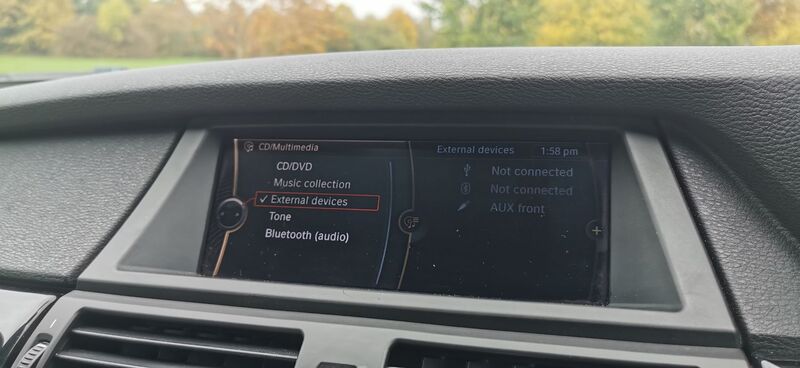 CD/Multimedia
CD/DVD
Music collection
External devices
Tone
Bluetooth (audio)
External devices 1:58 pm
Not connected
Not connected
AUX front